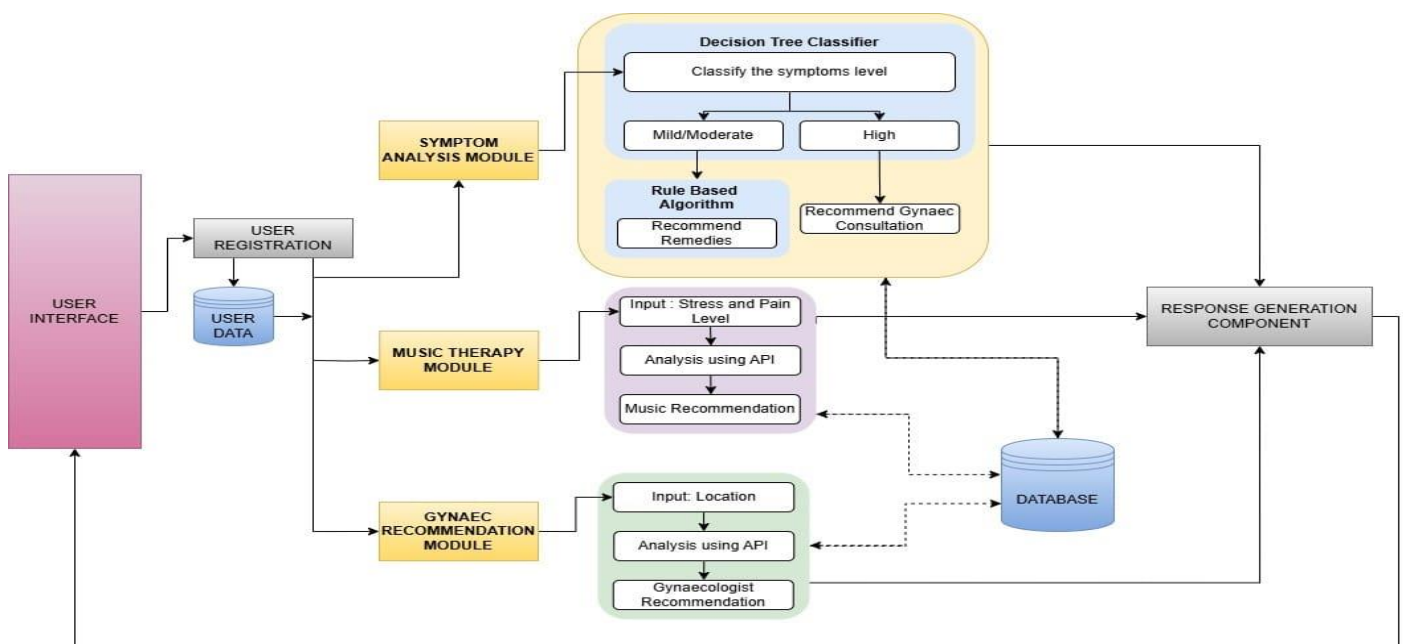 Decision Tree Classifier
Classify the symptoms level
Mild/Moderate
High
Rule Based
Algorithm
Recommend
Remedies
Recommend Gynaec
Consultation
SYMPTOM
ANALYSIS MODULE
USER
INTERFACE
USER
REGISTRATION
USER
DATA
MUSIC THERAPY
MODULE
Input : Stress and Pain
Level
Analysis using API
Music Recommendation
RESPONSE GENERATION
COMPONENT
GYNAEC
RECOMMENDATION
MODULE
Input: Location
Analysis using API
Gynaecologist
Recommendation
DATABASE